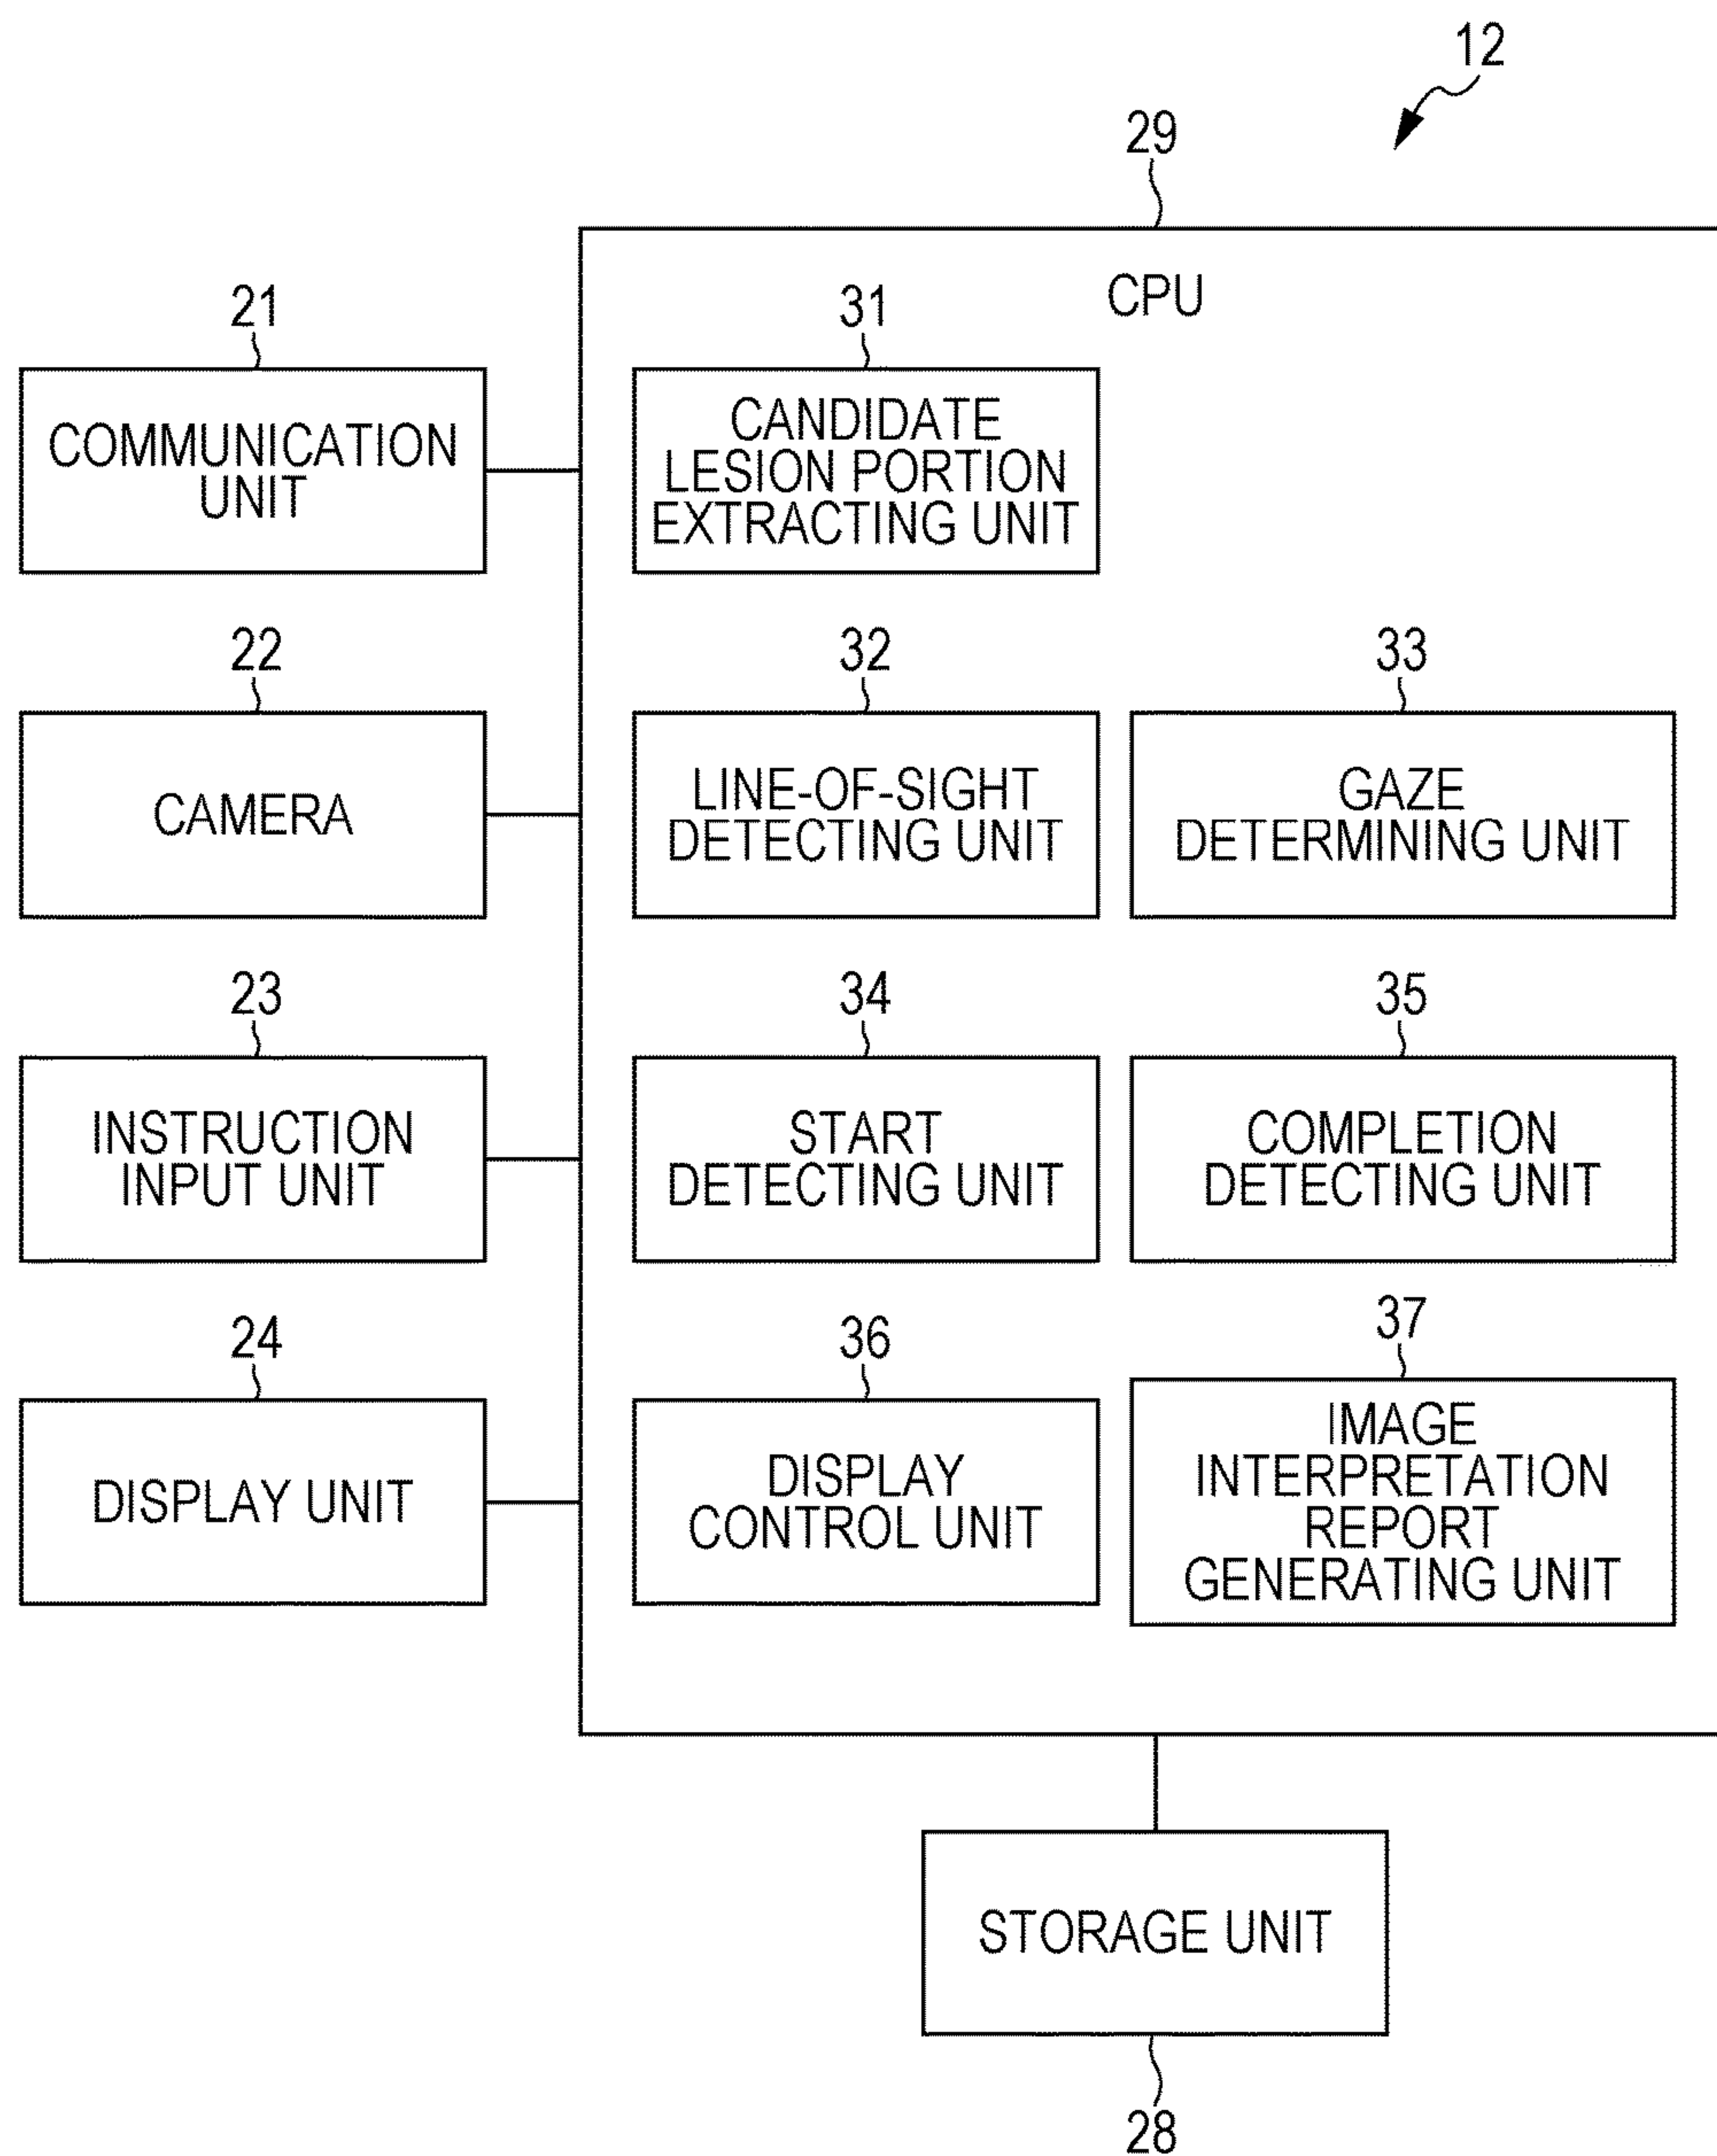 12
29
CPU
21
COMMUNICATION
UNIT
31
CANDIDATE
LESION PORTION
EXTRACTING UNIT
22
CAMERA
32
LINE-OF-SIGHT
DETECTING UNIT
33
GAZE
DETERMINING UNIT
23
INSTRUCTION
INPUT UNIT
34
START
DETECTING UNIT
35
COMPLETION
DETECTING UNIT
24
DISPLAY UNIT
36
DISPLAY
CONTROL UNIT
37
IMAGE
INTERPRETATION
REPORT
GENERATING UNIT
STORAGE UNIT
28